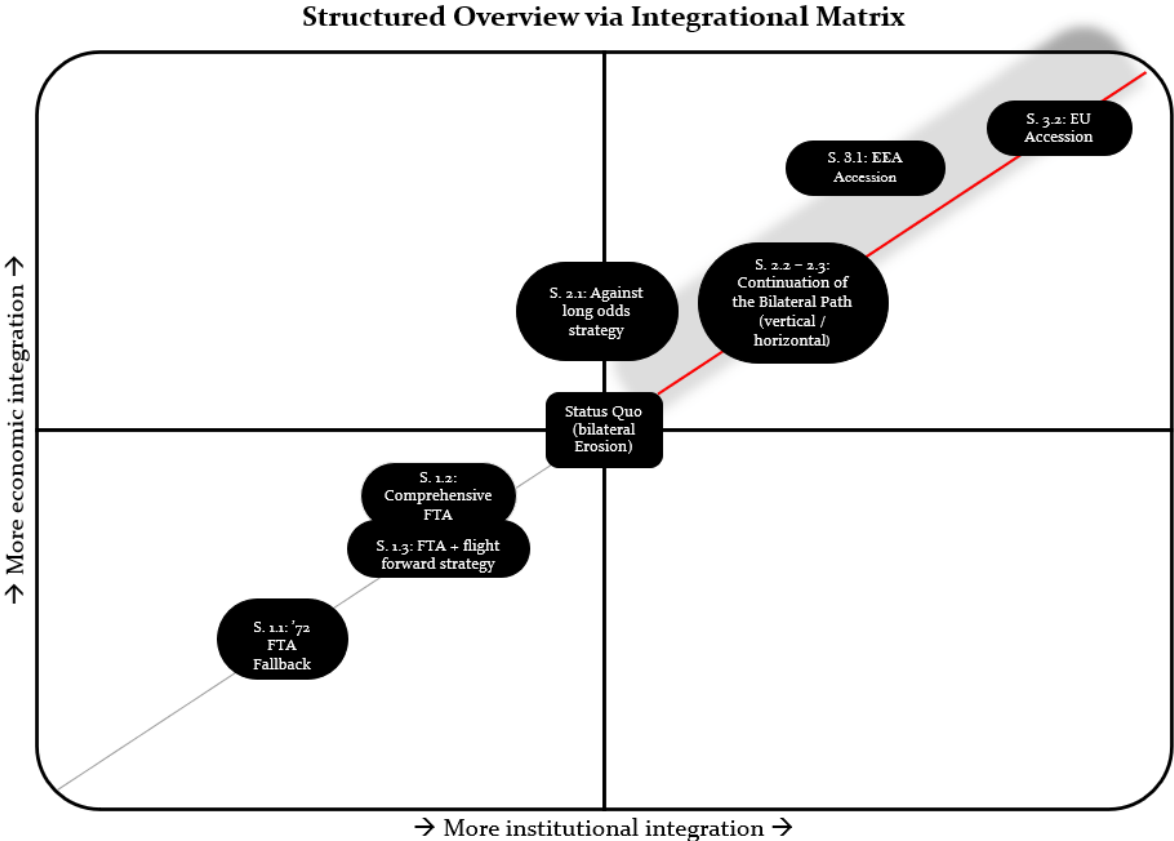 Structured Overview via Integrational Matrix
S. 3.2: EU
Accession
S. 3.1: EEA
Accession
S. 2.2 – 2.3:
Continuation of
the Bilateral Path
(vertical /
horizontal)
S. 2.1: Against
long odds
strategy
Status Quo
(bilateral
Erosion)
S. 1.2:
Comprehensive
FTA
S. 1.3: FTA + flight
forward strategy
S. 1.1: ’72
FTA
Fallback
→ More economic integration →
→ More institutional integration →